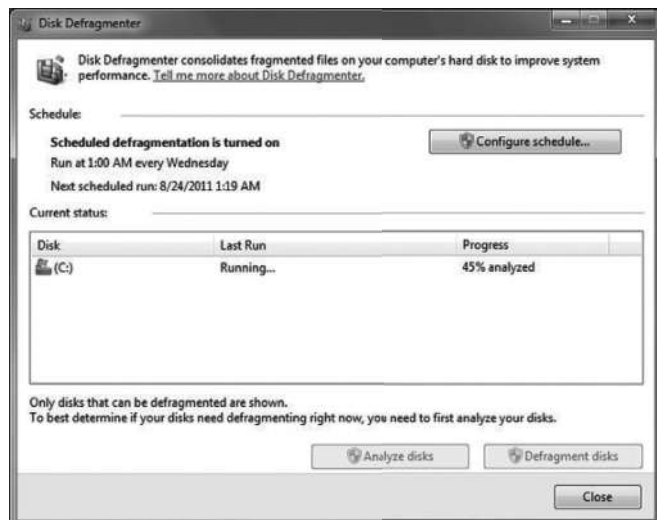 Disk Defragmenter
Disk Defragmenter consolidates fragmented files on your computer's hard disk to improve system
performance. Tell me more about Disk Defragmenter.
Schedule:
Scheduled defragmentation is turned on
Configure schedule...
Run at 1:00 AM every Wednesday
Next scheduled run: 8/24/2011 1:19 AM
Current status:
Disk Last Run Progress
(C:) Running... 45% analyzed
Only disks that can be defragmented are shown.
To best determine if your disks need defragmenting right now, you need to first analyze your disks.
Analyze disks Defragment disks
Close